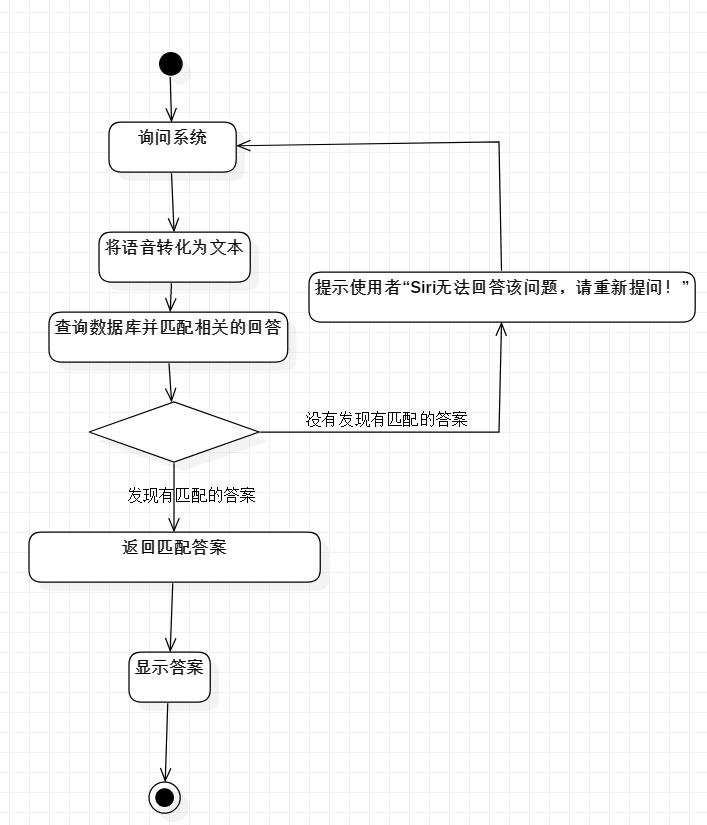 询问系统
将语音转化为文本
提示使用者“Siri无法回答该问题，请重新提问！”
查询数据库并匹配相关的回答
没有发现有匹配的答案
发现有匹配的答案
返回匹配答案
显示答案